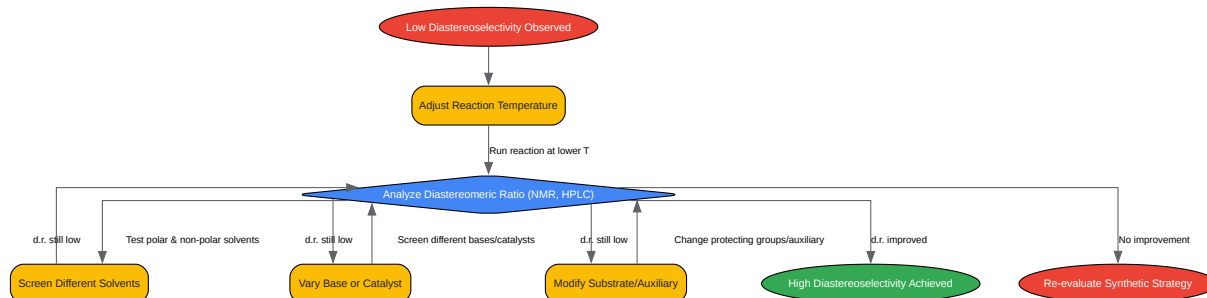 Low Diastereoselectivity Observed
Adjust Reaction Temperature
Run reaction at lower T
Analyze Diastereomeric Ratio (NMR, HPLC)
d.r. still low
Test polar & non-polar solvents
d.r. still low
Screen different bases/catalysts
d.r. still low
Change protecting groups/auxiliary
d.r. improved
No improvement
Screen Different Solvents
Vary Base or Catalyst
Modify Substrate/Auxiliary
High Diastereoselectivity Achieved
Re-evaluate Synthetic Strategy